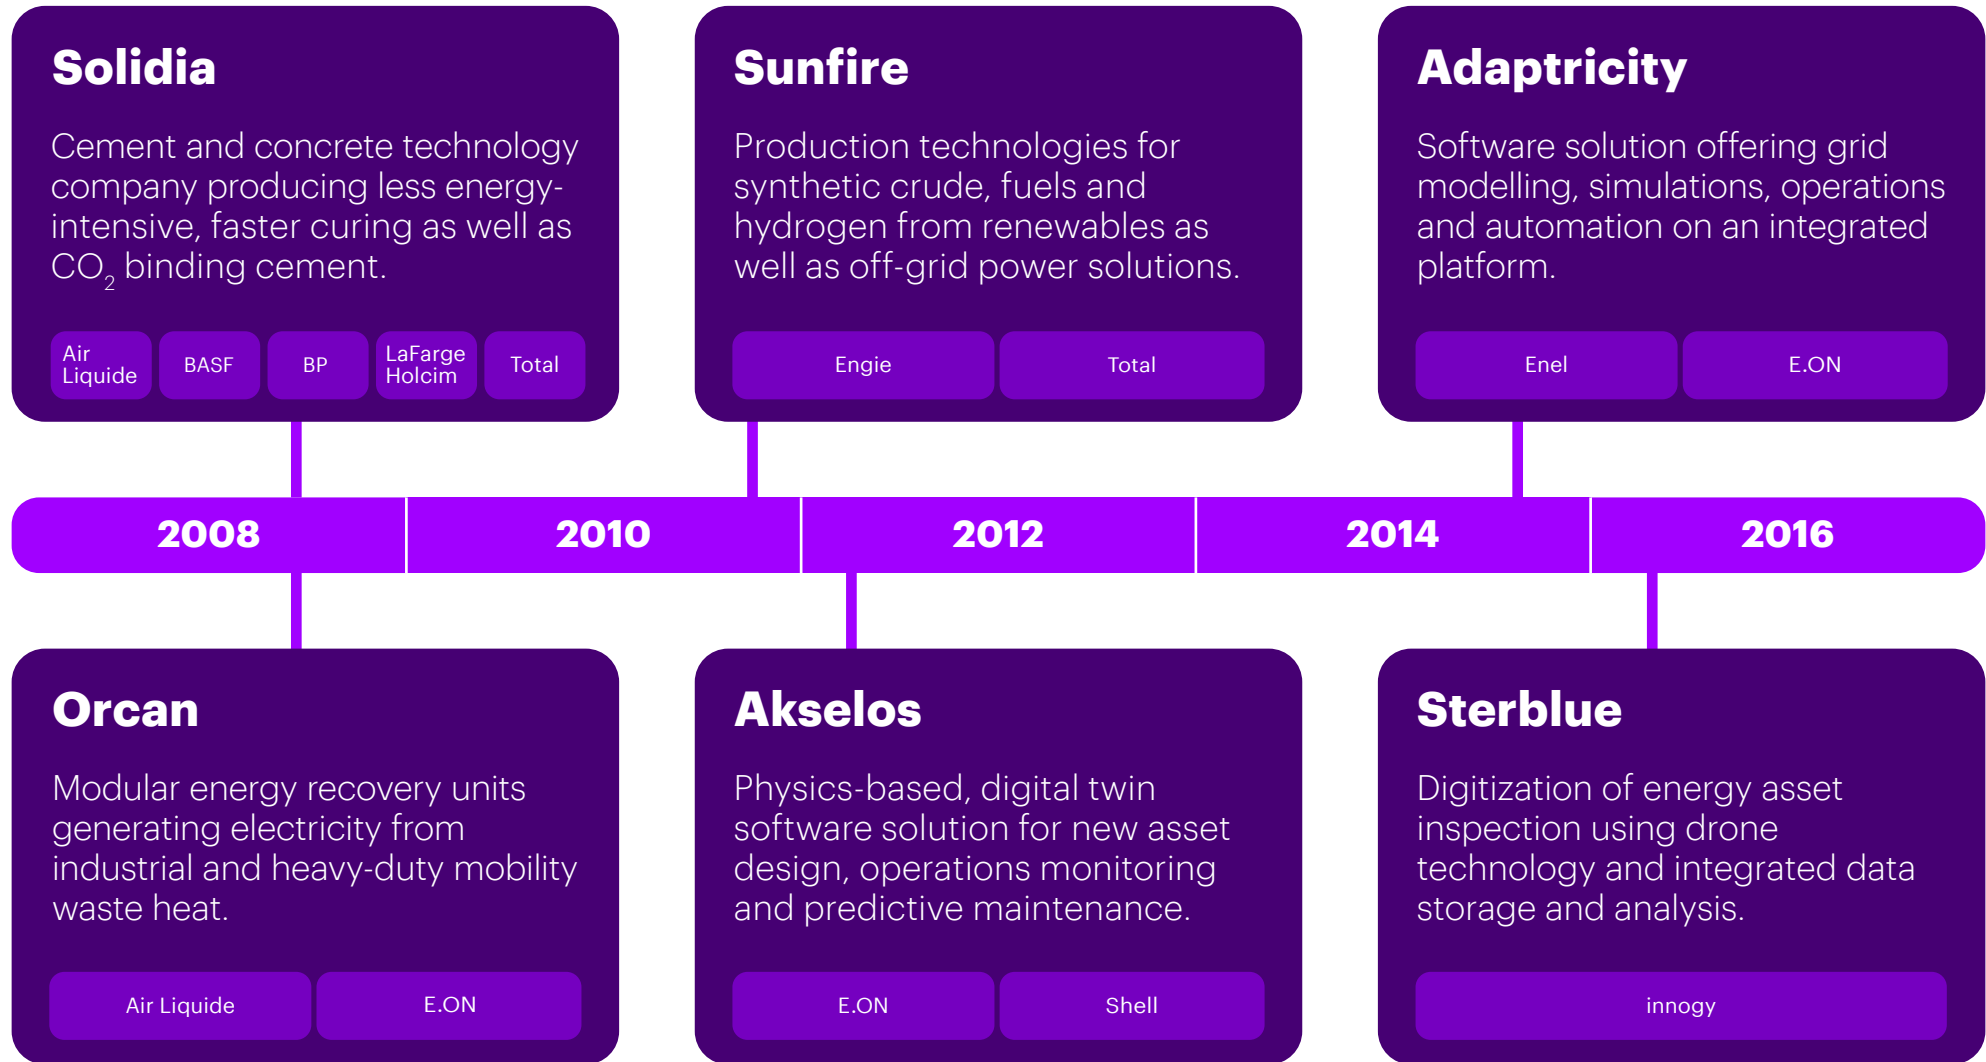 Solidia
Cement and concrete technology
company producing less energy-
intensive, faster curing as well as
CO₂ binding cement.
Air
Liquide
BASF
BP
LaFarge
Holcim
Total
Sunfire
Production technologies for
synthetic crude, fuels and
hydrogen from renewables as
well as off-grid power solutions.
Engie
Total
Adaptricity
Software solution offering grid
modelling, simulations, operations
and automation on an integrated
platform.
Enel
E.ON
2008
2010
2012
2014
2016
Orcan
Modular energy recovery units
generating electricity from
industrial and heavy-duty mobility
waste heat.
Air Liquide
E.ON
Akselos
Physics-based, digital twin
software solution for new asset
design, operations monitoring
and predictive maintenance.
E.ON
Shell
Sterblue
Digitization of energy asset
inspection using drone
technology and integrated data
storage and analysis.
innogy